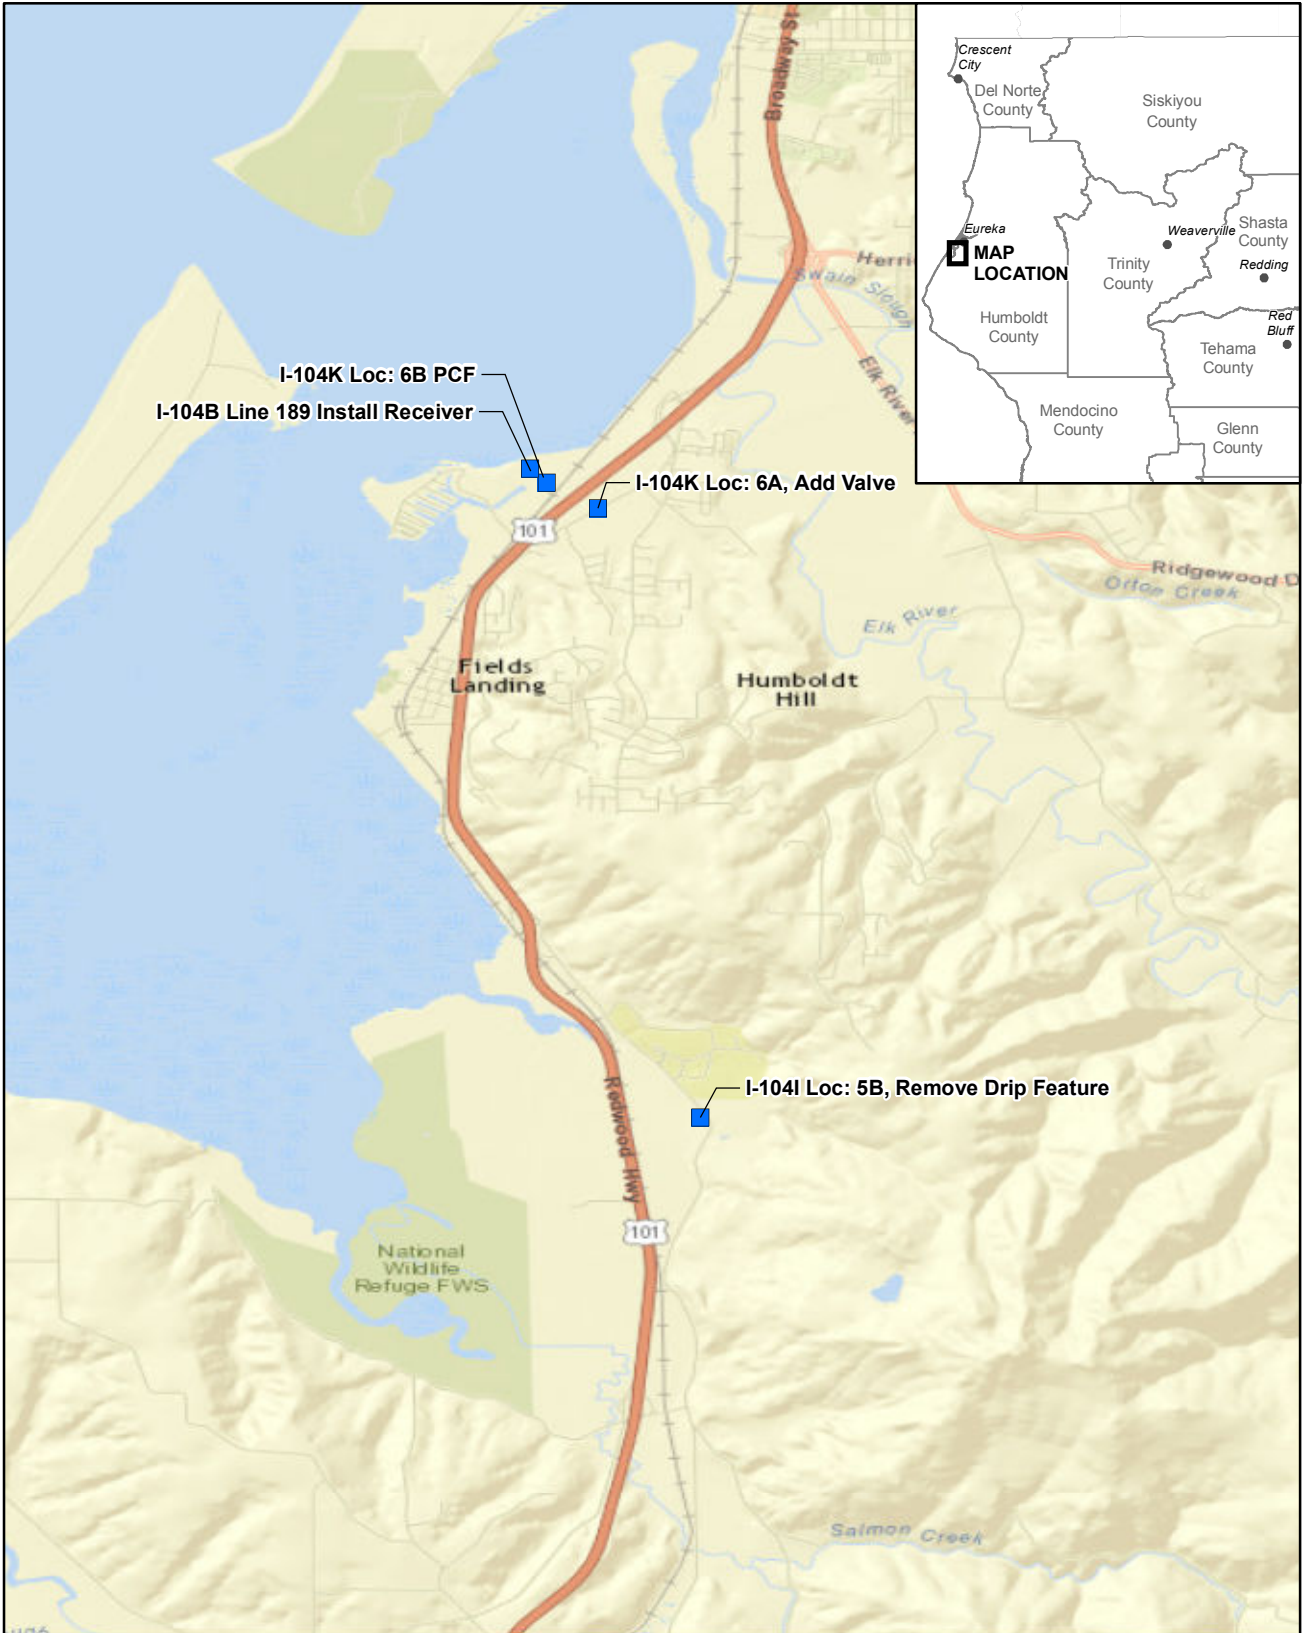 Broadway St
Crescent
City
Del Norte
County
Siskiyou
County
Eureka
MAP
LOCATION
Weaverville
Shasta
County
Redding
Trinity
County
Humboldt
County
Red
Bluff
Tehama
County
Mendocino
County
Glenn
County
Herri
Swain Slough
Elk River
I-104K Loc: 6B PCF
I-104B Line 189 Install Receiver
I-104K Loc: 6A, Add Valve
101
Ridgewood D
Orton Creek
Elk River
Fields
Landing
Humboldt
Hill
I-104I Loc: 5B, Remove Drip Feature
Redwood Hwy
101
National
Wildlife
Refuge FWS
Salmon Creek